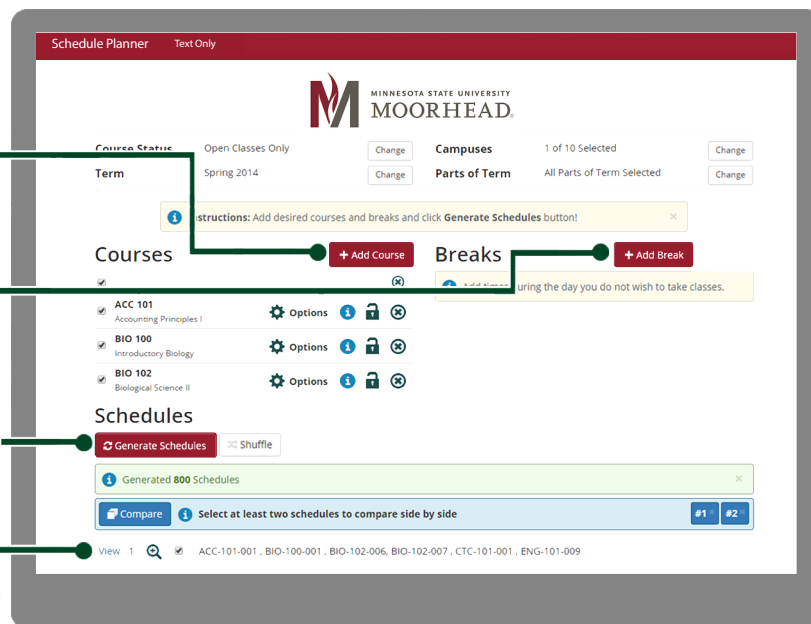 Schedule Planner Text Only
MINNESOTA STATE UNIVERSITY
MOORHEAD.
Course Status Open Classes Only Change Campuses 1 of 10 Selected Change
Term Spring 2014 Change Parts of Term All Parts of Term Selected Change
structions: Add desired courses and breaks and click Generate Schedules button! ×
Courses + Add Course Breaks + Add Break
Add times uring the day you do not wish to take classes.
ACC 101
Accounting Principles I
Options
BIO 100
Introductory Biology
Options
BIO 102
Biological Science II
Options
Schedules
Generate Schedules Shuffle
Generated 800 Schedules ×
Compare Select at least two schedules to compare side by side #1 #2
View 1 ACC-101-001 , BIO-100-001 , BIO-102-006, BIO-102-007 , CTC-101-001 , ENG-101-009